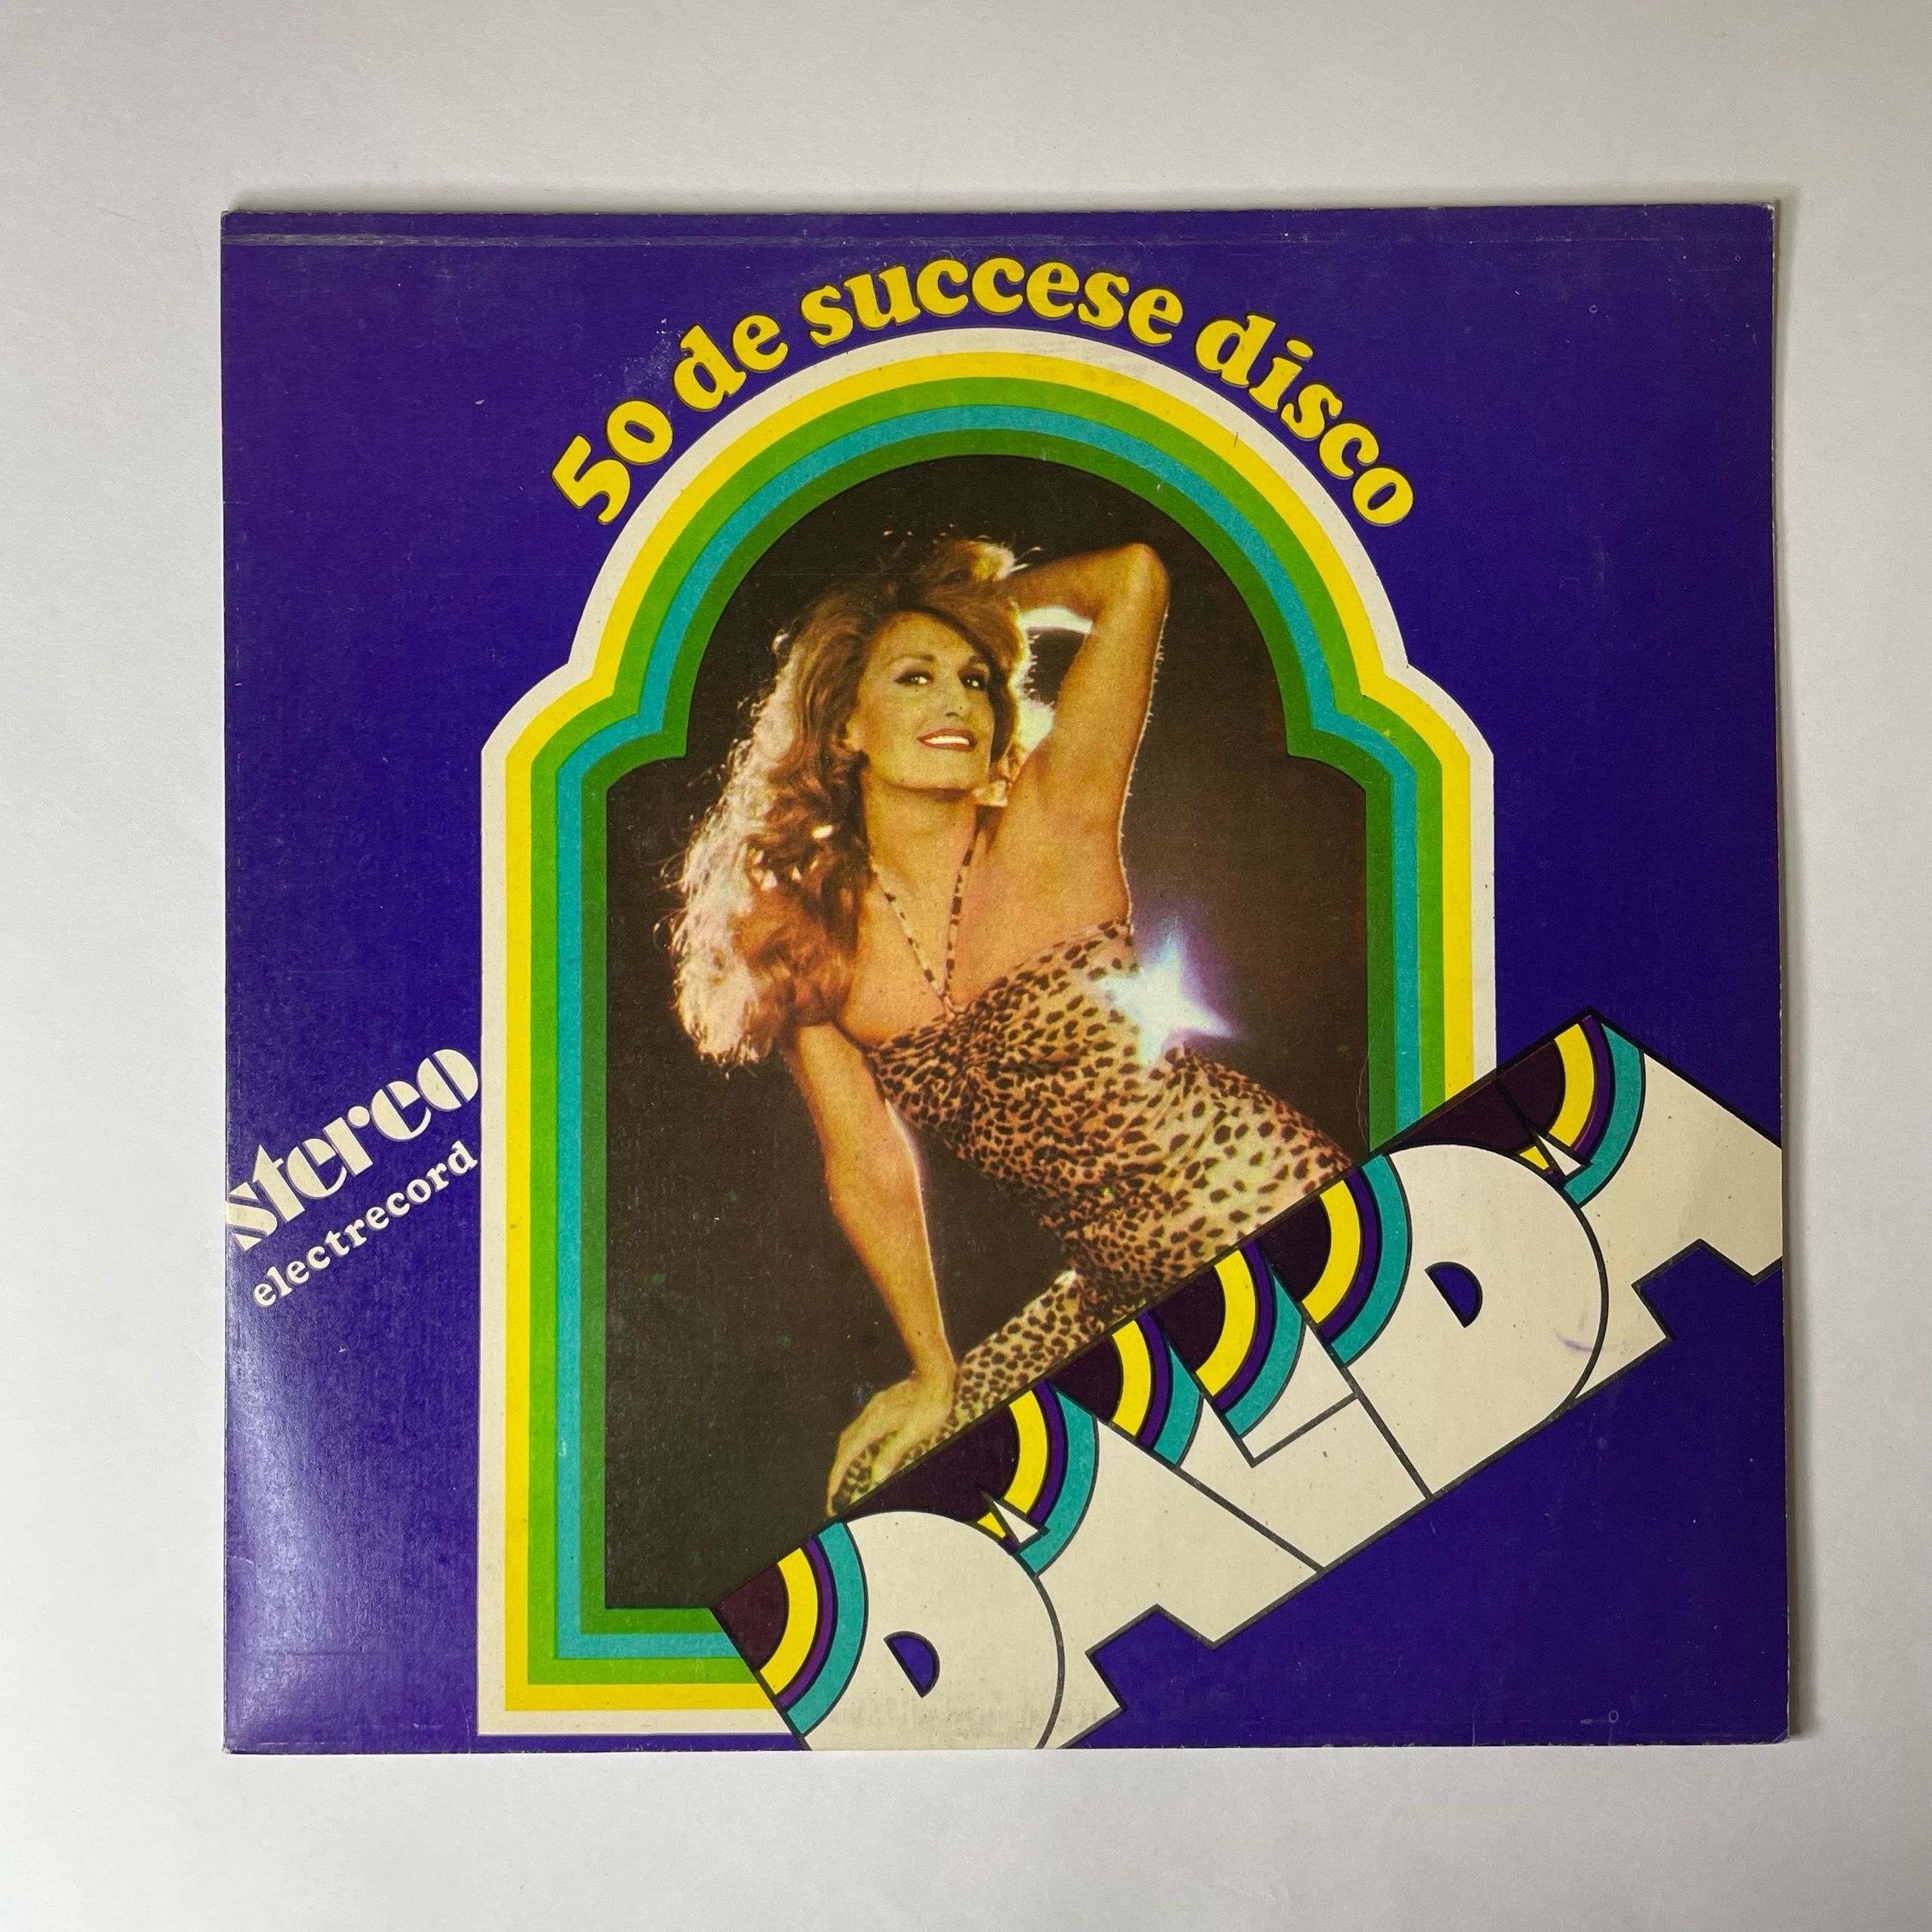 50 de succese disco
stereo
electrecord
DALIDA